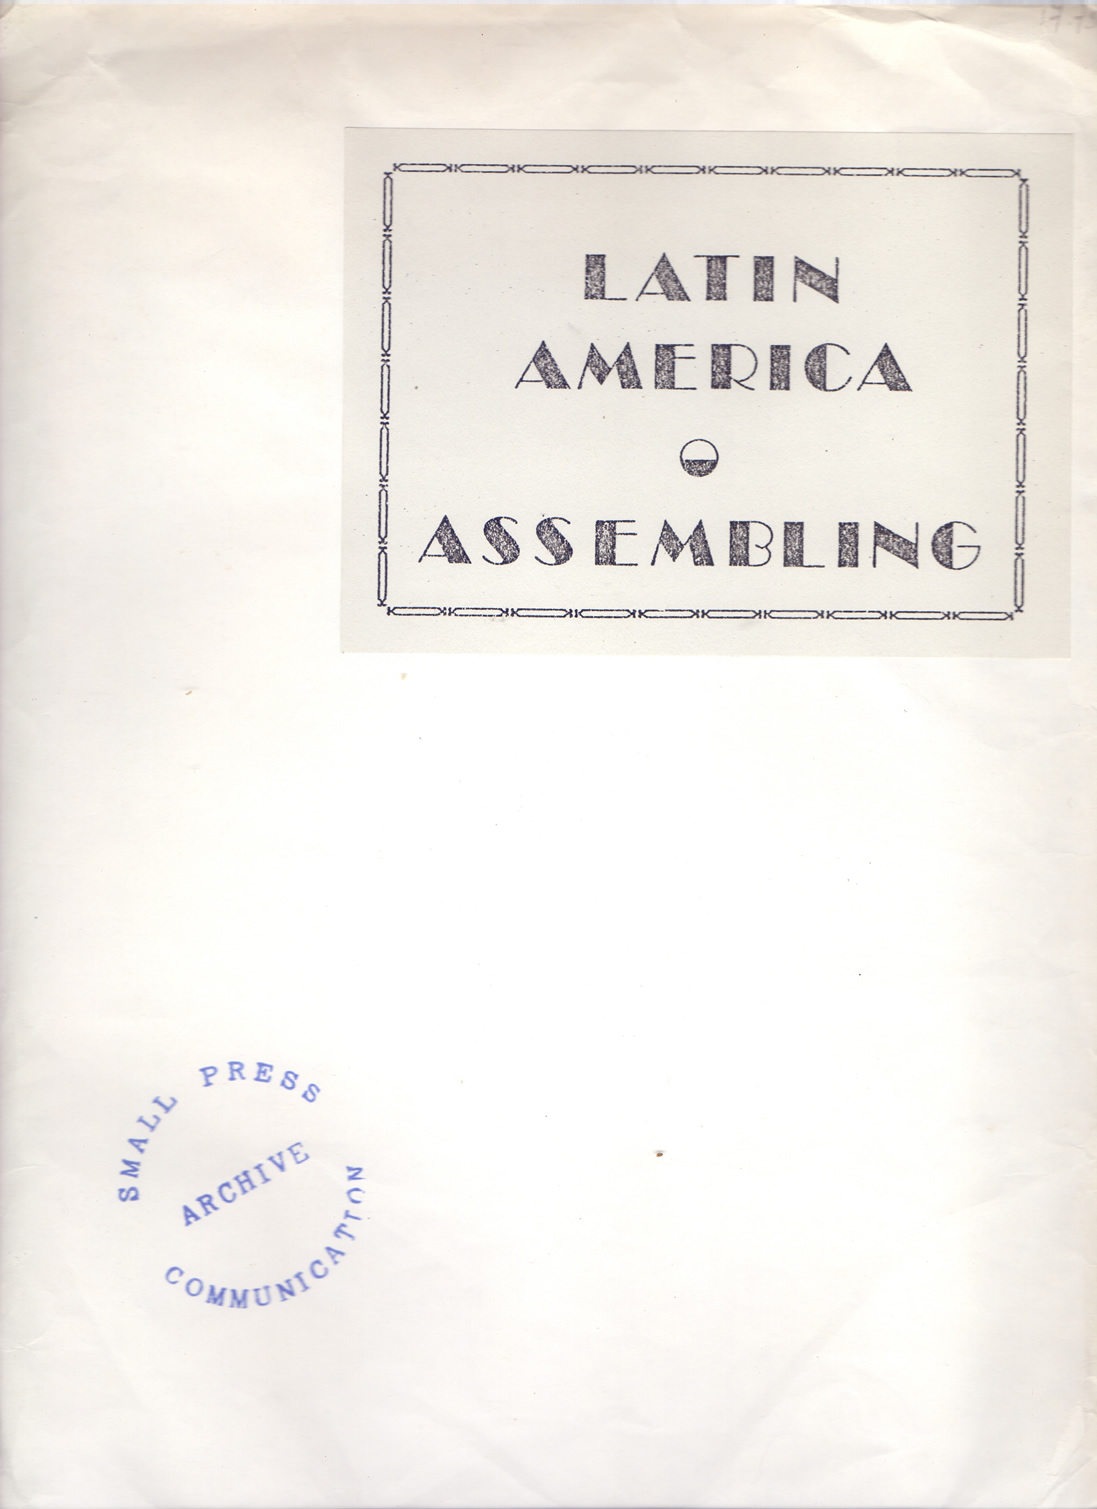 LATIN
AMERICA
ASSEMBLING
SMALL PRESS
ARCHIVE
COMMUNICATION